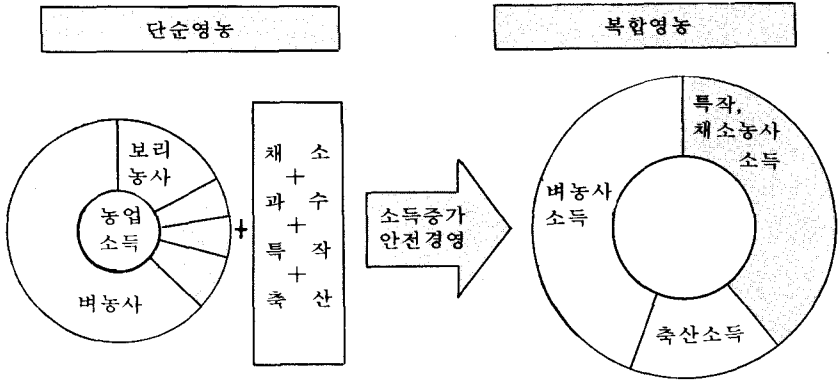 단순영농
복합영농
보리
농사
농업
소득
벼농사
+
채 소
+
과 수
+
특 작
+
축 산
소득증가
안전경영
특작,
채소농사
소득
벼농사
소득
축산소득